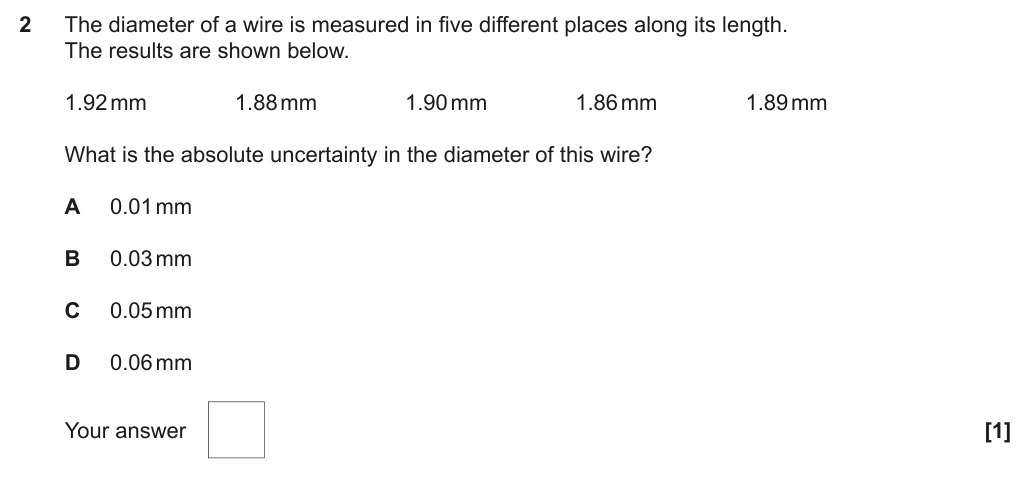 2 The diameter of a wire is measured in five different places along its length.
The results are shown below.
1.92 mm 1.88 mm 1.90 mm 1.86 mm 1.89 mm
What is the absolute uncertainty in the diameter of this wire?
A 0.01 mm
B 0.03 mm
C 0.05 mm
D 0.06 mm
Your answer [1]